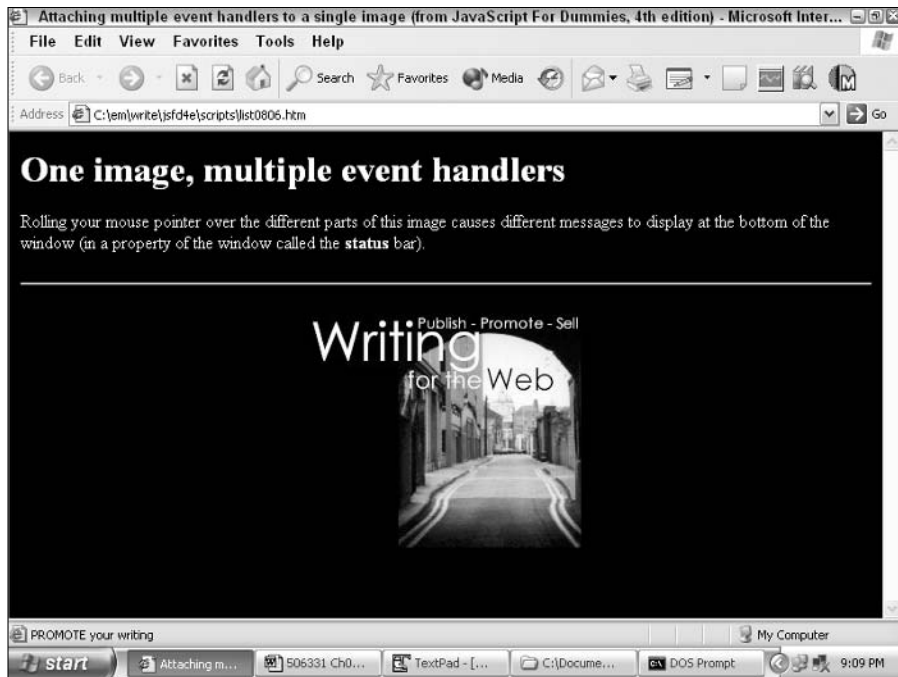 Attaching multiple event handlers to a single image (from JavaScript For Dummies, 4th edition) - Microsoft Inter...
File Edit View Favorites Tools Help
Back Search Favorites Media
Address C:\em\write\jsfd4e\scripts\list0806.htm Go
One image, multiple event handlers
Rolling your mouse pointer over the different parts of this image causes different messages to display at the bottom of the
window (in a property of the window called the status bar).
Publish - Promote - Sell
Writing
for the Web
PROMOTE your writing My Computer
start Attaching m... 506331 Ch0... TextPad - [... C:\Docume... DOS Prompt 9:09 PM